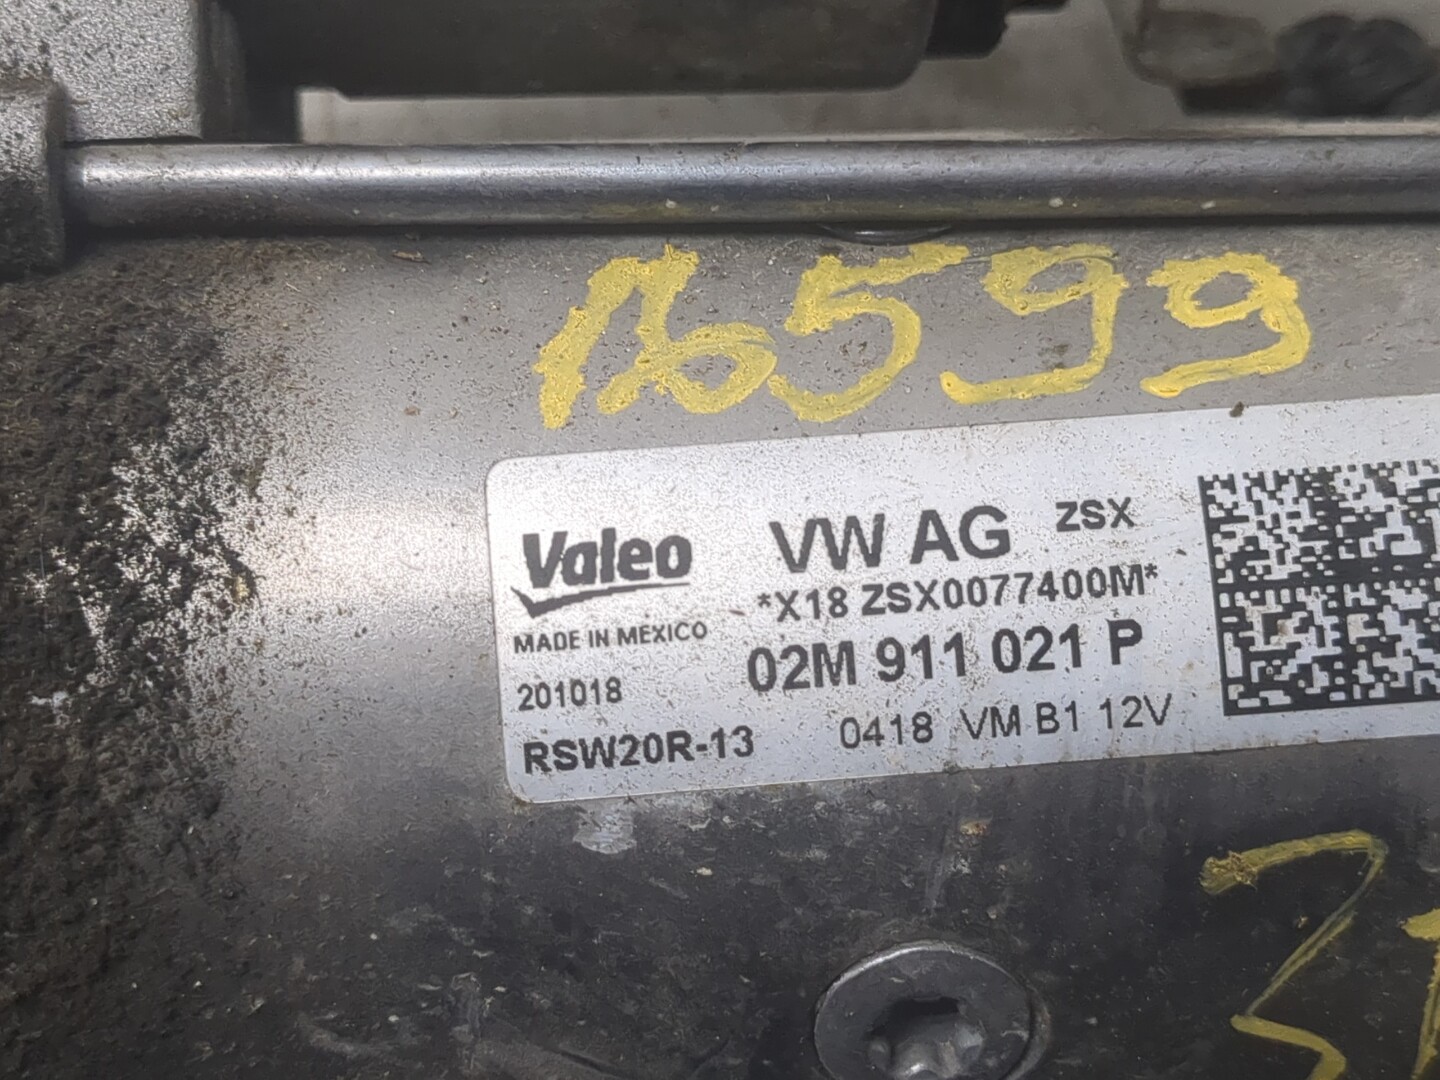 16599
Valeo
VW AG ZSX
*X18 ZSX0077400M*
MADE IN MEXICO
02M 911 021 P
201018
RSW20R-13
0418 VM B1 12V